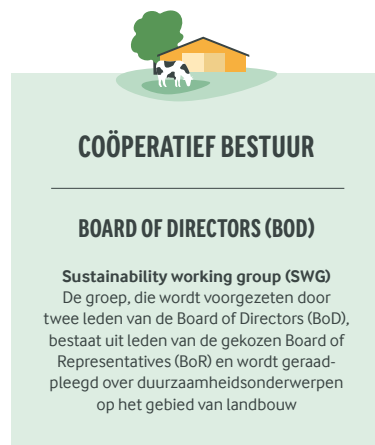 COÖPERATIEF BESTUUR
BOARD OF DIRECTORS (BOD)
Sustainability working group (SWG)
De groep, die wordt voorgezeten door
twee leden van de Board of Directors (BoD),
bestaat uit leden van de gekozen Board of
Representatives (BoR) en wordt geraad-
pleegd over duurzaamheidsonderwerpen
op het gebied van landbouw